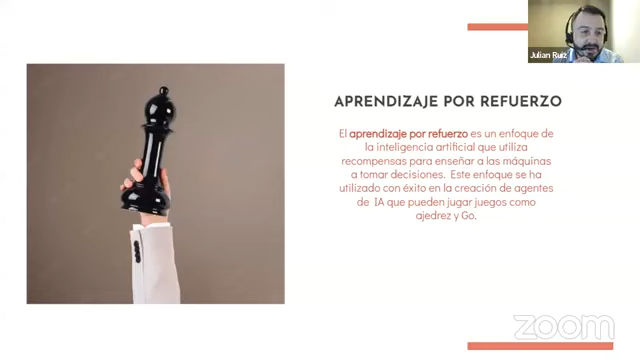 Julian Ruiz
APRENDIZAJE POR REFUERZO
El aprendizaje por refuerzo es un enfoque de
la inteligencia artificial que utiliza
recompensas para enseñar a las máquinas
a tomar decisiones. Este enfoque se ha
utilizado con éxito en la creación de agentes
de IA que pueden jugar juegos como
ajedrez y Go.
zoom